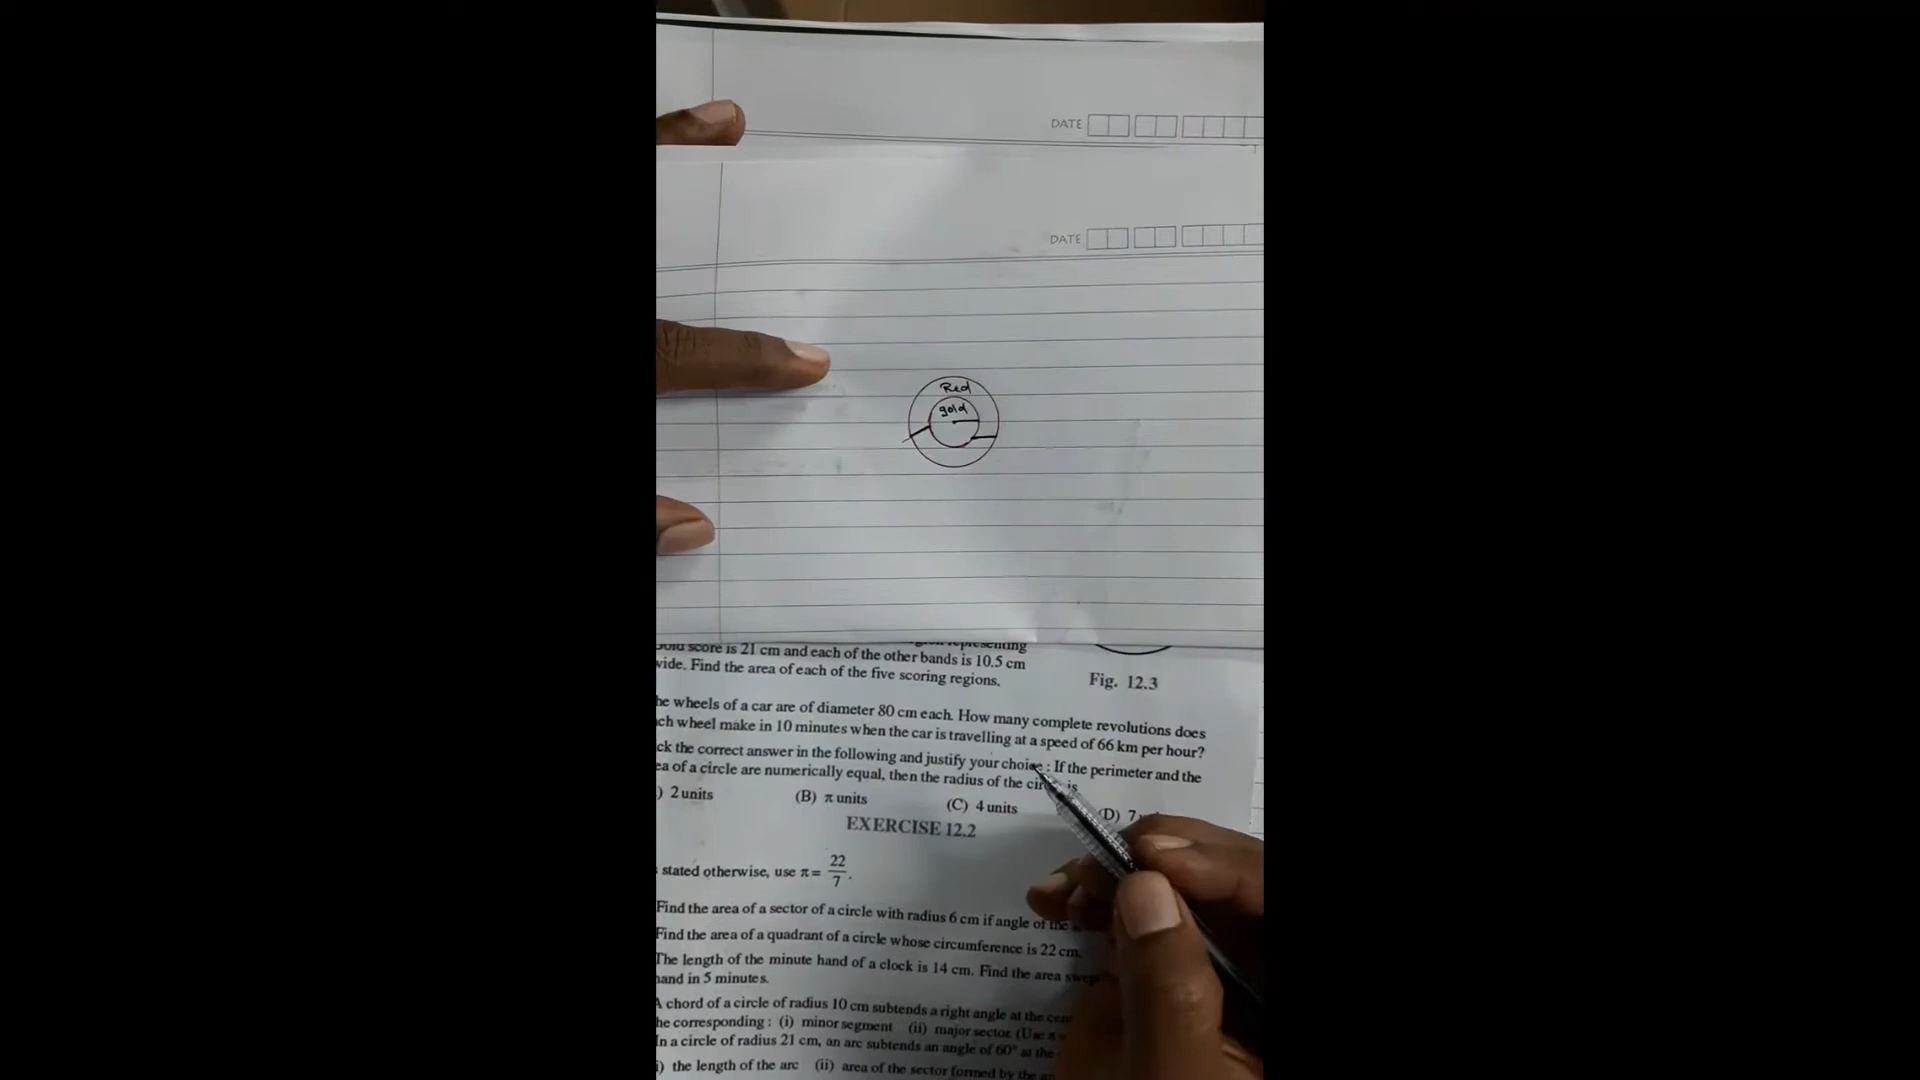 DATE
DATE
Red
gold
score is 21 cm and each of the other bands is 10.5 cm
wide. Find the area of each of the five scoring regions.
Fig. 12.3
he wheels of a car are of diameter 80 cm each. How many complete revolutions does
ch wheel make in 10 minutes when the car is travelling at a speed of 66 km per hour?
ck the correct answer in the following and justify your choice : If the perimeter and the
ea of a circle are numerically equal, then the radius of the circle is
) 2 units (B) π units (C) 4 units (D) 7
EXERCISE 12.2
stated otherwise, use π = 22/7.
Find the area of a sector of a circle with radius 6 cm if angle of the
Find the area of a quadrant of a circle whose circumference is 22 cm.
The length of the minute hand of a clock is 14 cm. Find the area
hand in 5 minutes.
A chord of a circle of radius 10 cm subtends a right angle at the
he corresponding : (i) minor segment (ii) major sector. (Use π
In a circle of radius 21 cm, an arc subtends an angle of 60° at the
i) the length of the arc (ii) area of the sector formed by the